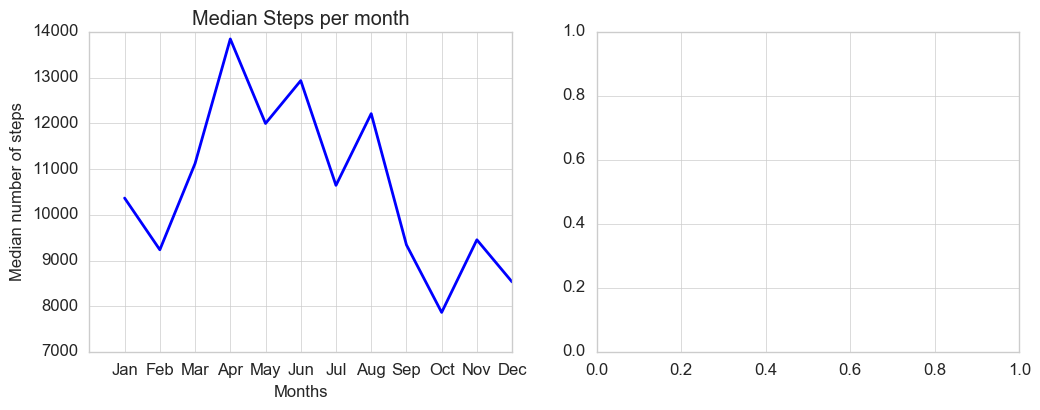 Median Steps per month
14000
13000
12000
11000
10000
9000
8000
7000
Median number of steps
Jan Feb Mar Apr May Jun Jul Aug Sep Oct Nov Dec
Months
1.0
0.8
0.6
0.4
0.2
0.0
0.0 0.2 0.4 0.6 0.8 1.0